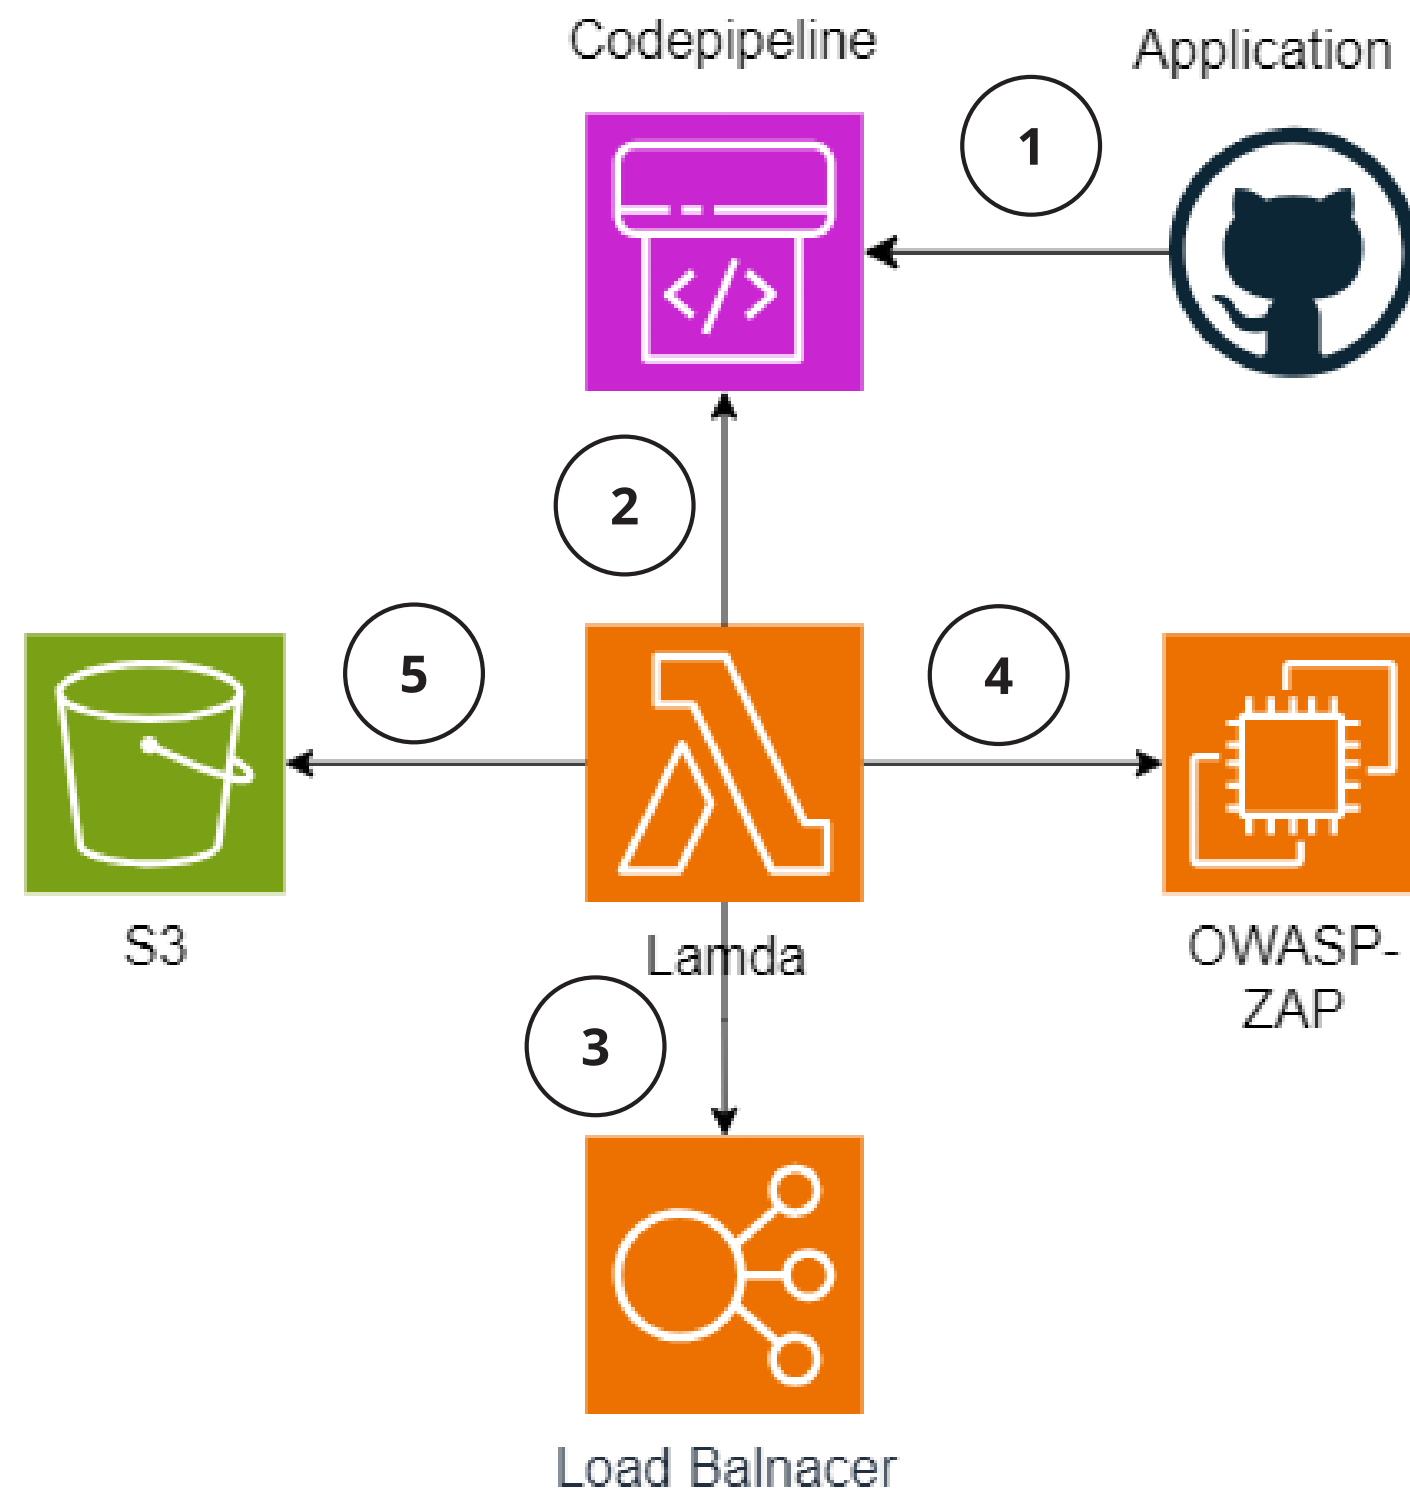 Codepipeline
Application
1
2
5
4
S3
Lamda
OWASP-
ZAP
3
Load Balnacer